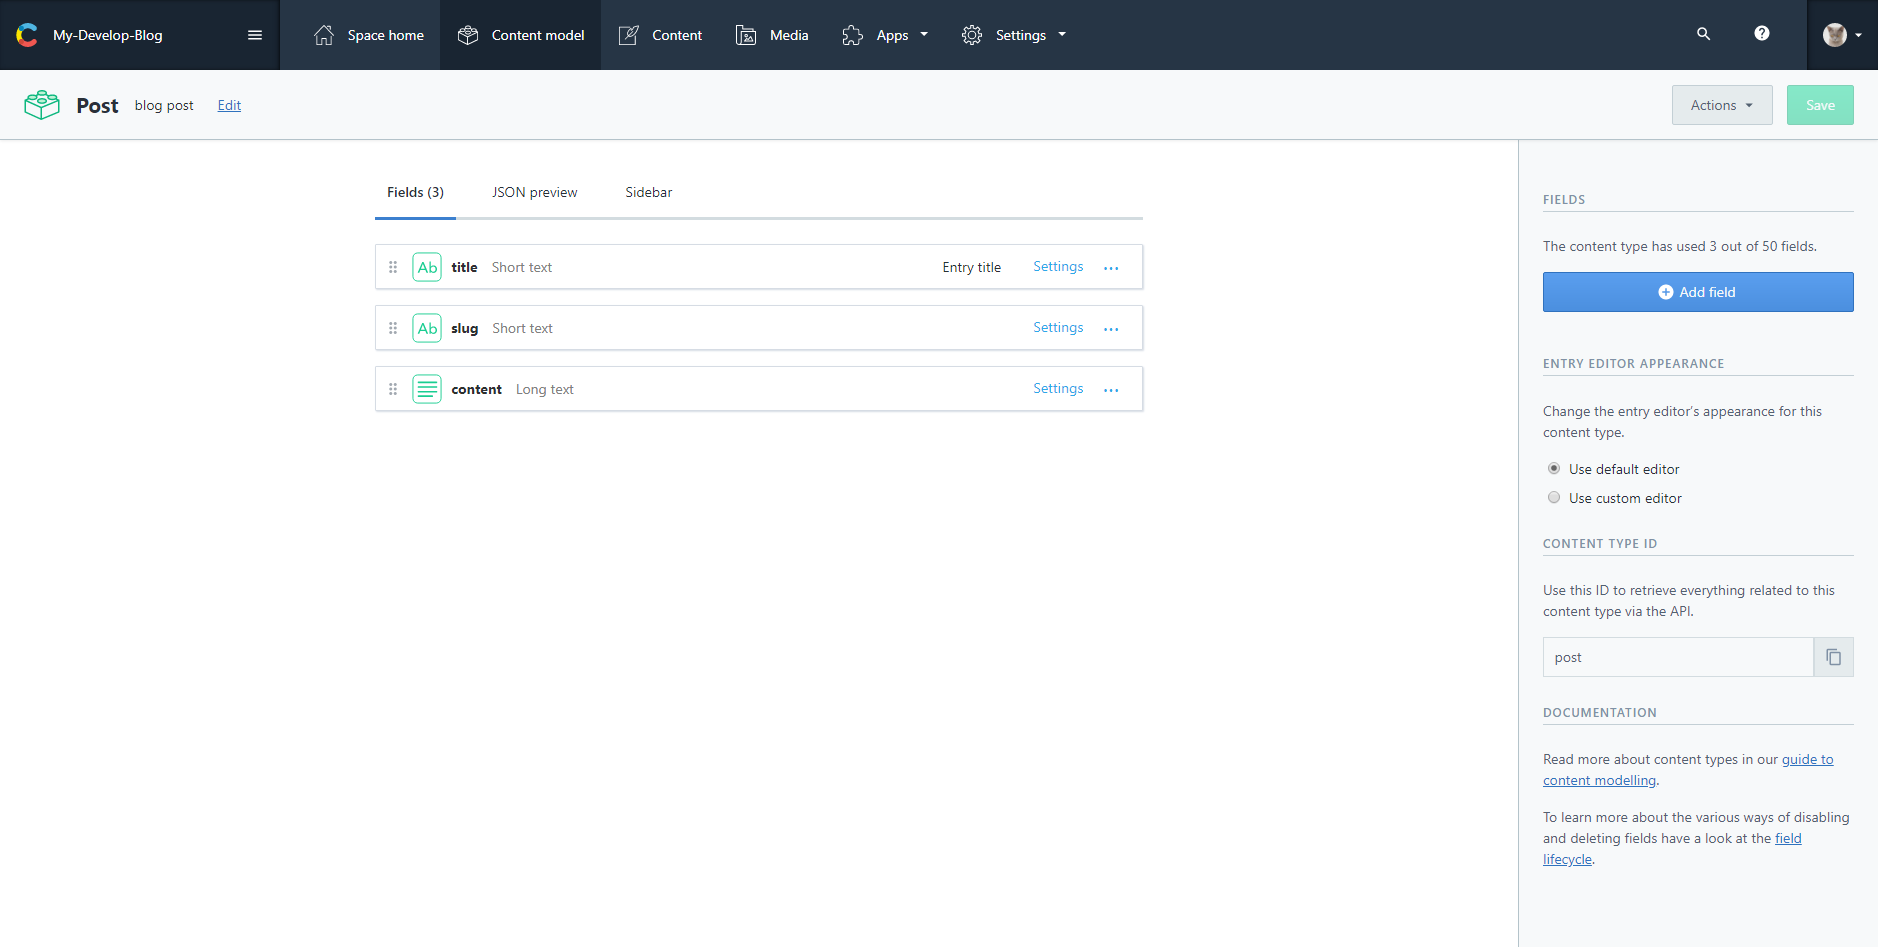 My-Develop-Blog
Space home
Content model
Content
Media
Apps
Settings
Post
blog post
Edit
Actions
Save
Fields (3)
JSON preview
Sidebar
Ab title Short text Entry title Settings
Ab slug Short text Settings
content Long text Settings
FIELDS
The content type has used 3 out of 50 fields.
Add field
ENTRY EDITOR APPEARANCE
Change the entry editor's appearance for this
content type.
Use default editor
Use custom editor
CONTENT TYPE ID
Use this ID to retrieve everything related to this
content type via the API.
post
DOCUMENTATION
Read more about content types in our guide to
content modelling.
To learn more about the various ways of disabling
and deleting fields have a look at the field
lifecycle.